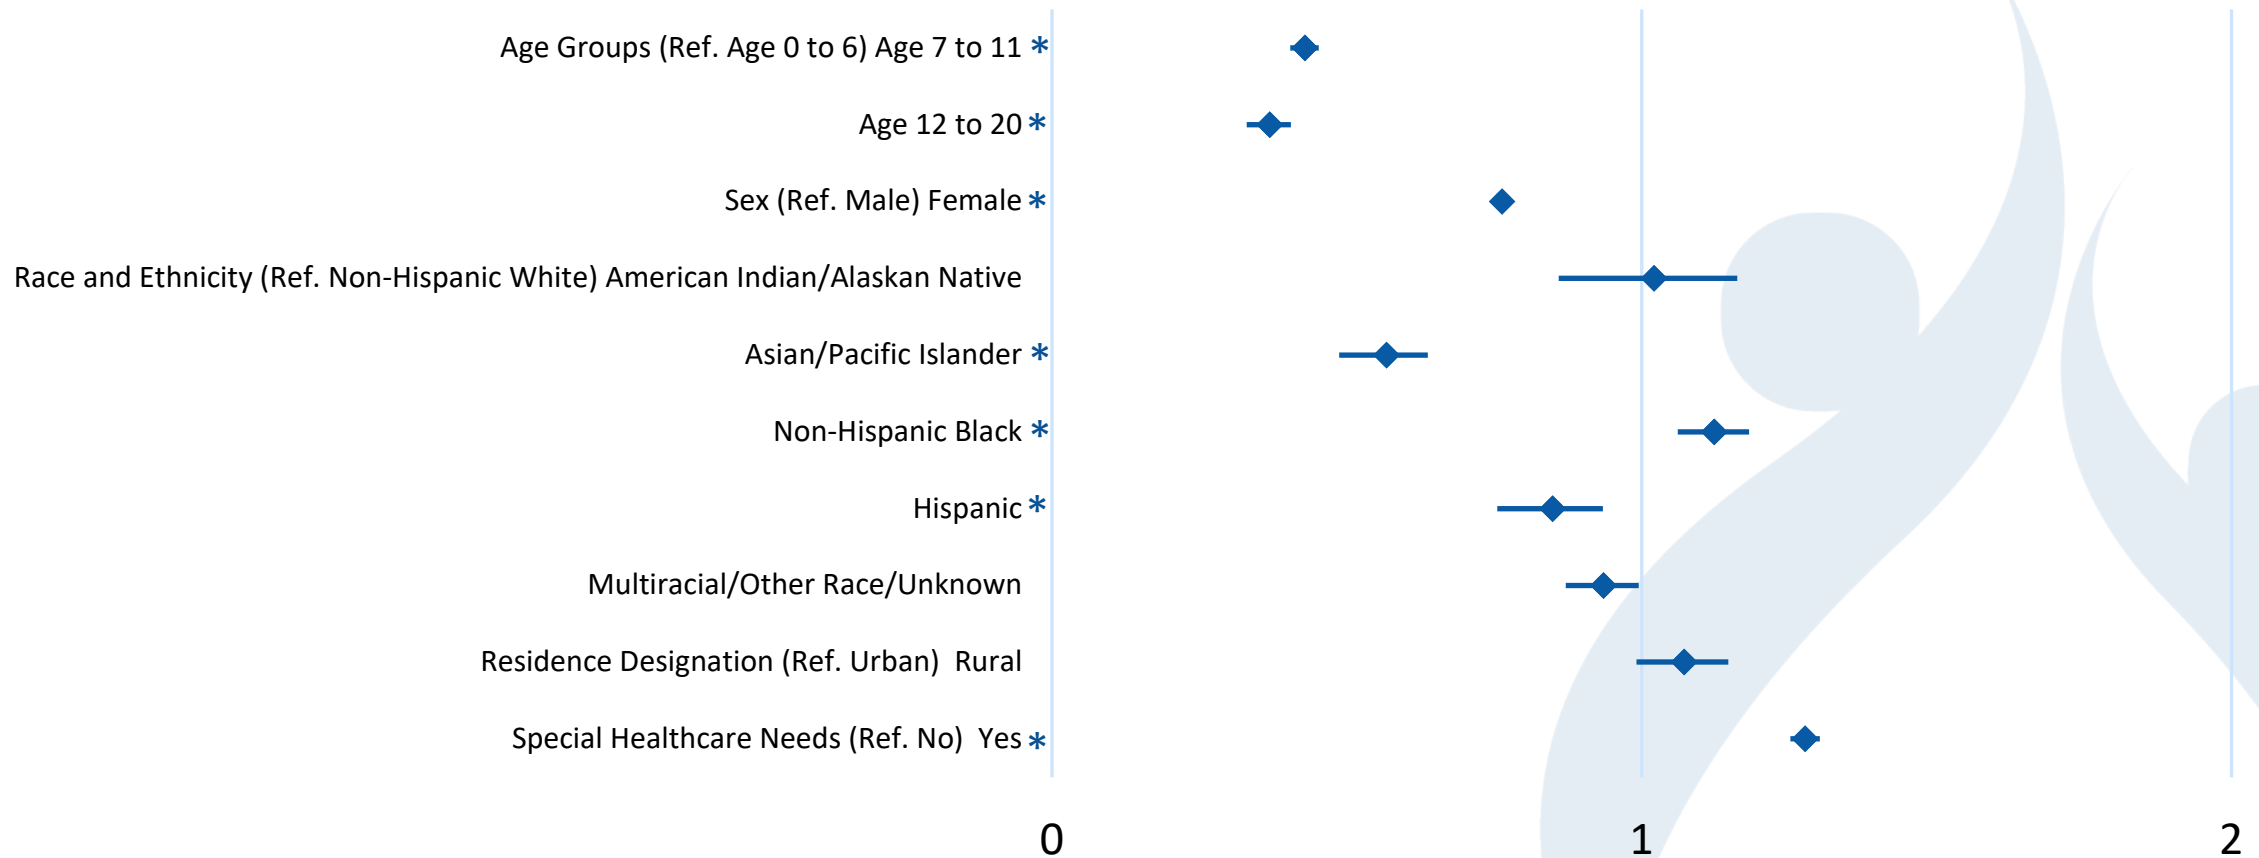 Age Groups (Ref. Age 0 to 6) Age 7 to 11 *
Age 12 to 20 *
Sex (Ref. Male) Female *
Race and Ethnicity (Ref. Non-Hispanic White) American Indian/Alaskan Native
Asian/Pacific Islander *
Non-Hispanic Black *
Hispanic *
Multiracial/Other Race/Unknown
Residence Designation (Ref. Urban)  Rural
Special Healthcare Needs (Ref. No)  Yes *
0 1 2